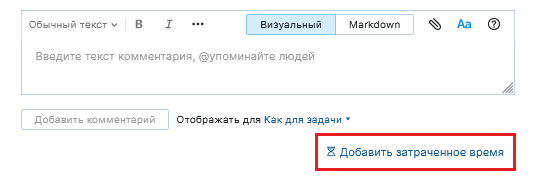 Обычный текст B I ••• Визуальный Markdown Aa ?
Введите текст комментария, @упоминайте людей
Добавить комментарий Отображать для Как для задачи
Добавить затраченное время